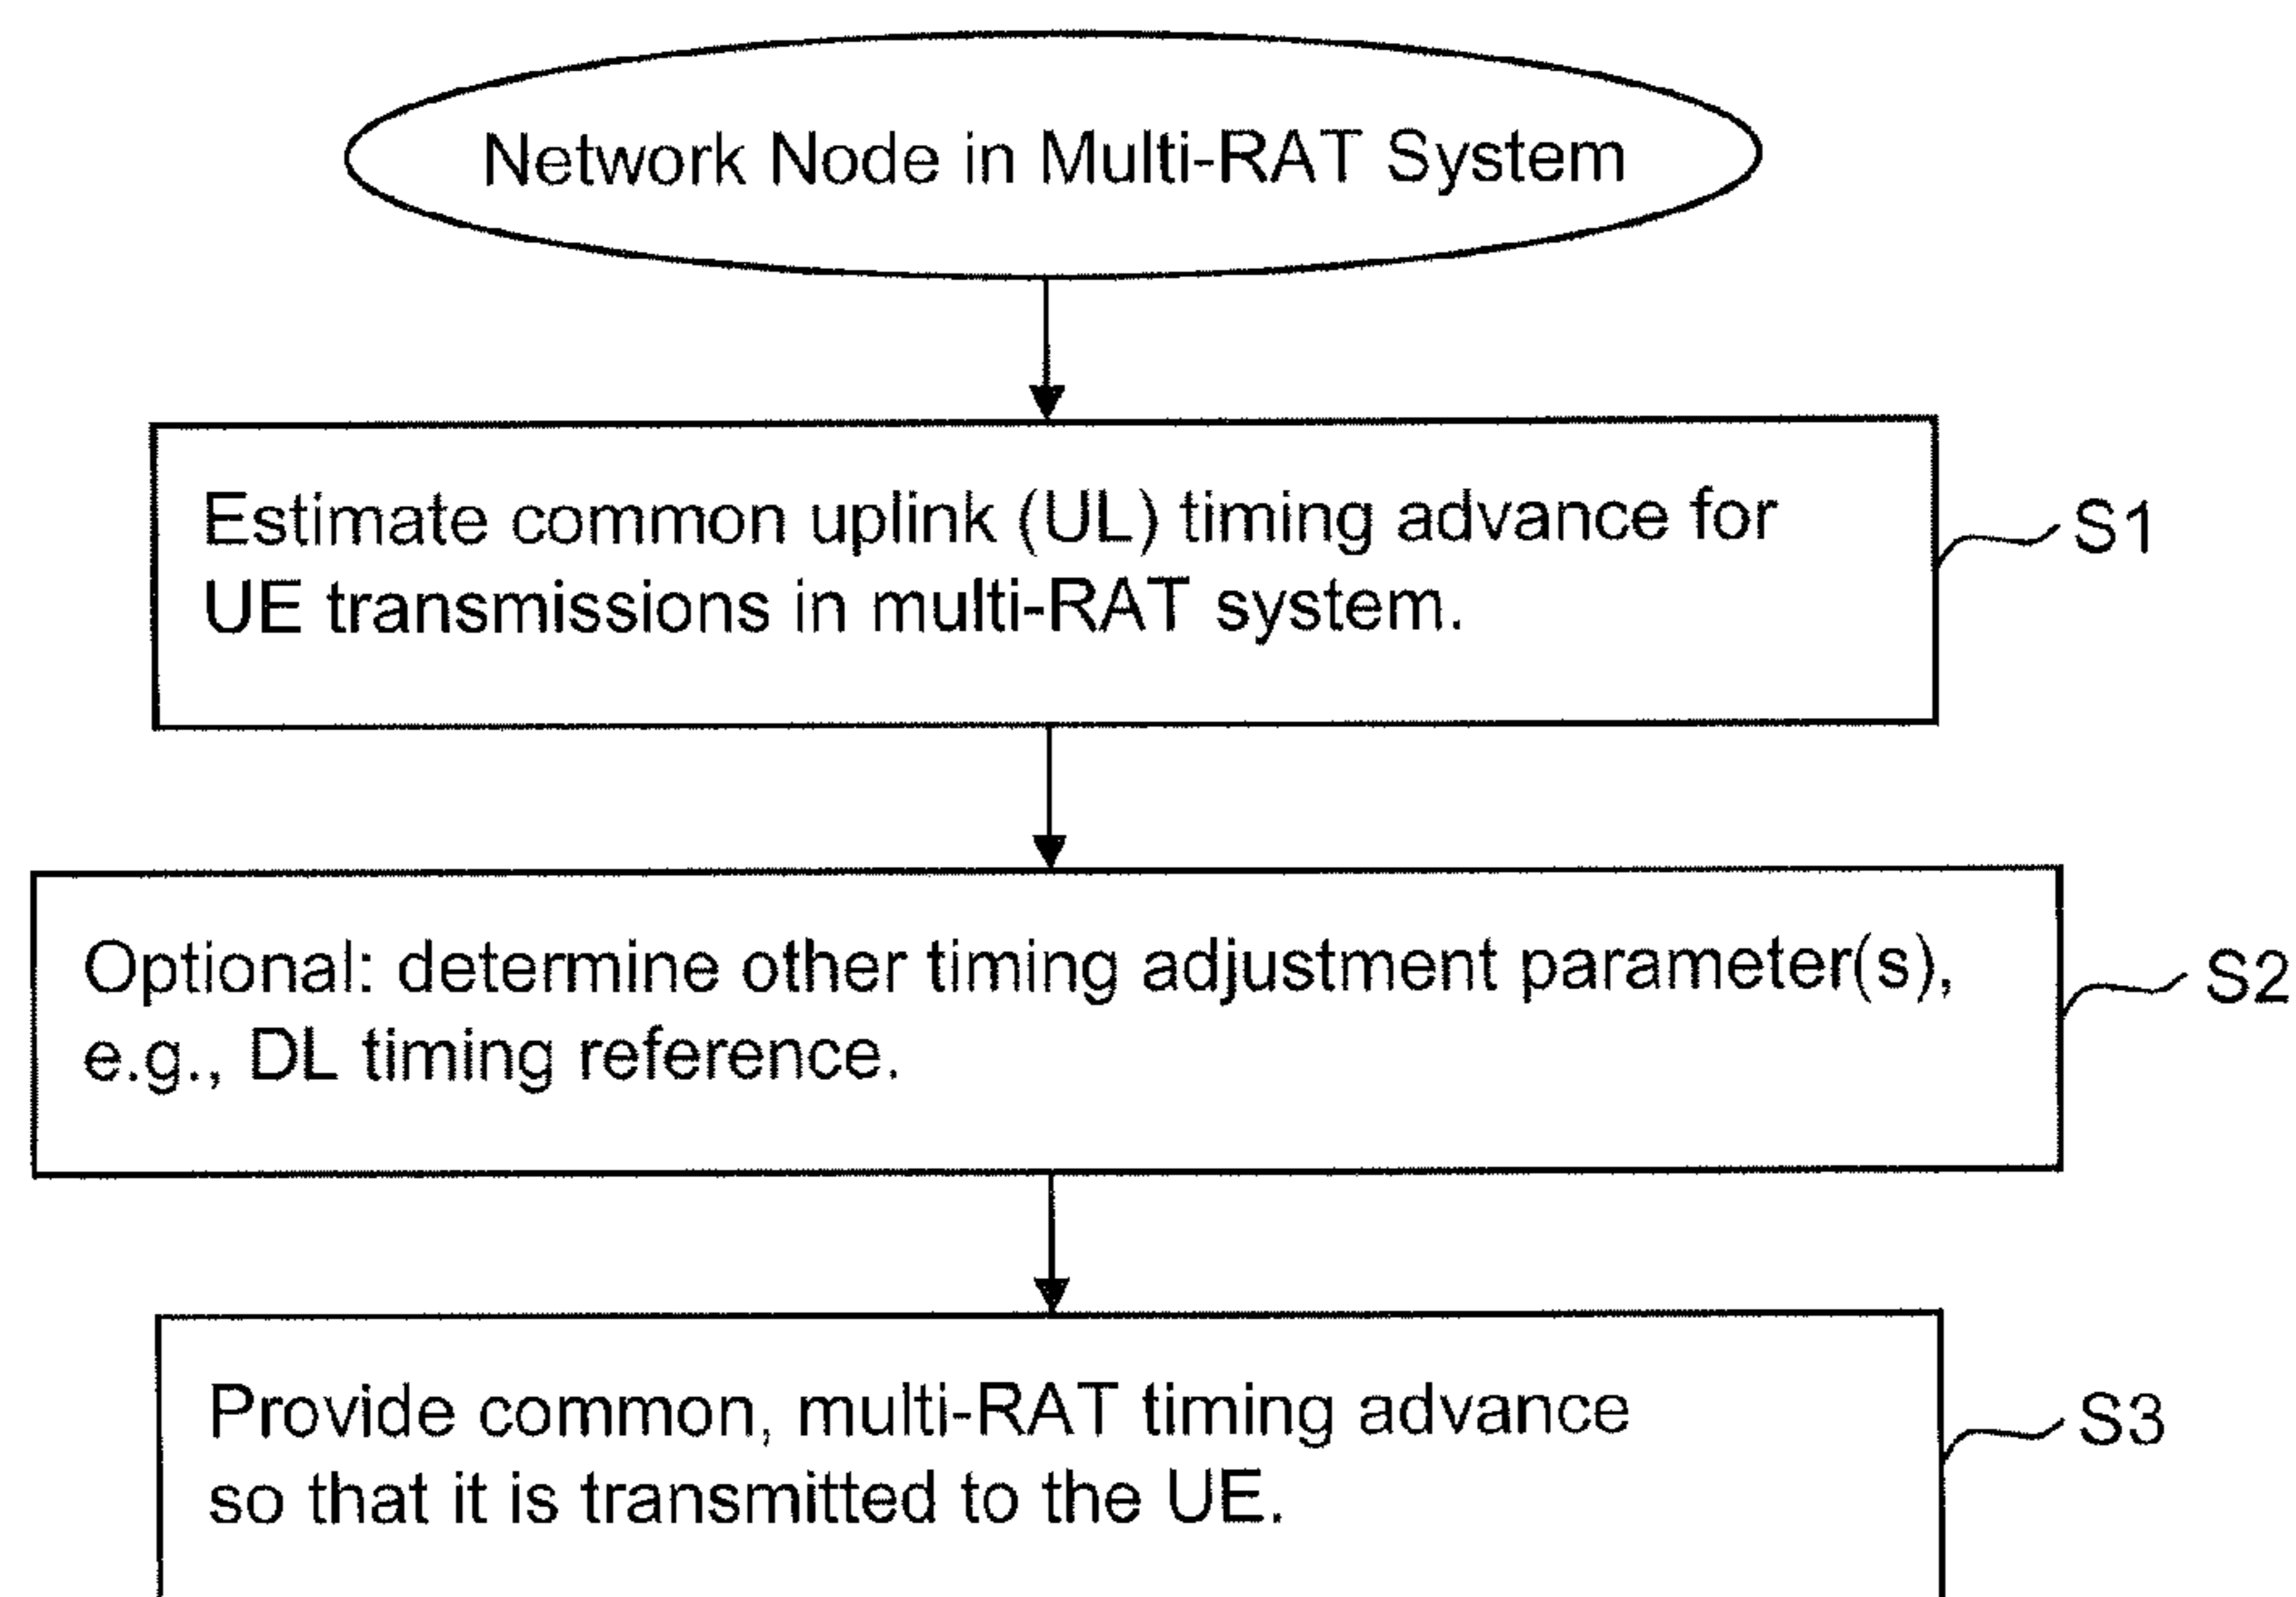 Network Node in Multi-RAT System
Estimate common uplink (UL) timing advance for
UE transmissions in multi-RAT system.
S1
Optional: determine other timing adjustment parameter(s),
e.g., DL timing reference.
S2
Provide common, multi-RAT timing advance
so that it is transmitted to the UE.
S3